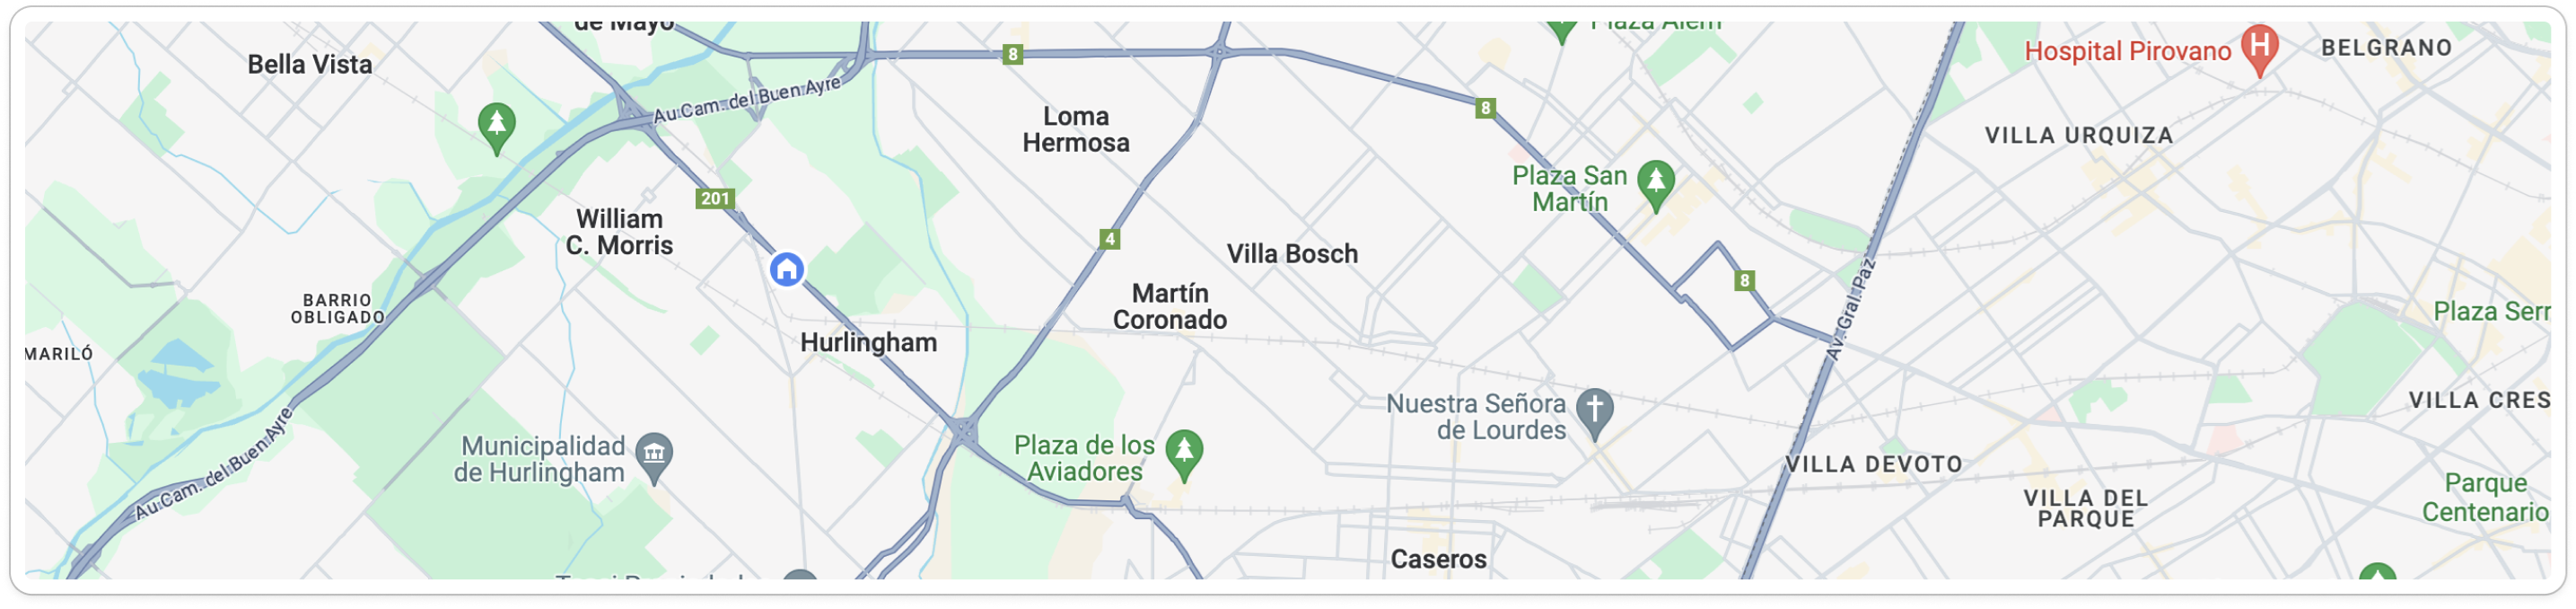 de Mayo
Plaza Alem
Bella Vista
8
Hospital Pirovano
H
BELGRANO
Au Cam. del Buen Ayre
8
Loma
Hermosa
VILLA URQUIZA
Plaza San
Martín
201
William
C. Morris
4
Villa Bosch
8
BARRIO
OBLIGADO
Martín
Coronado
Av. Gral. Paz
Plaza Serr
MARILÓ
Hurlingham
Nuestra Señora
de Lourdes
VILLA CRES
Au Cam. del Buen Ayre
Municipalidad
de Hurlingham
Plaza de los
Aviadores
VILLA DEVOTO
VILLA DEL
PARQUE
Parque
Centenario
Caseros